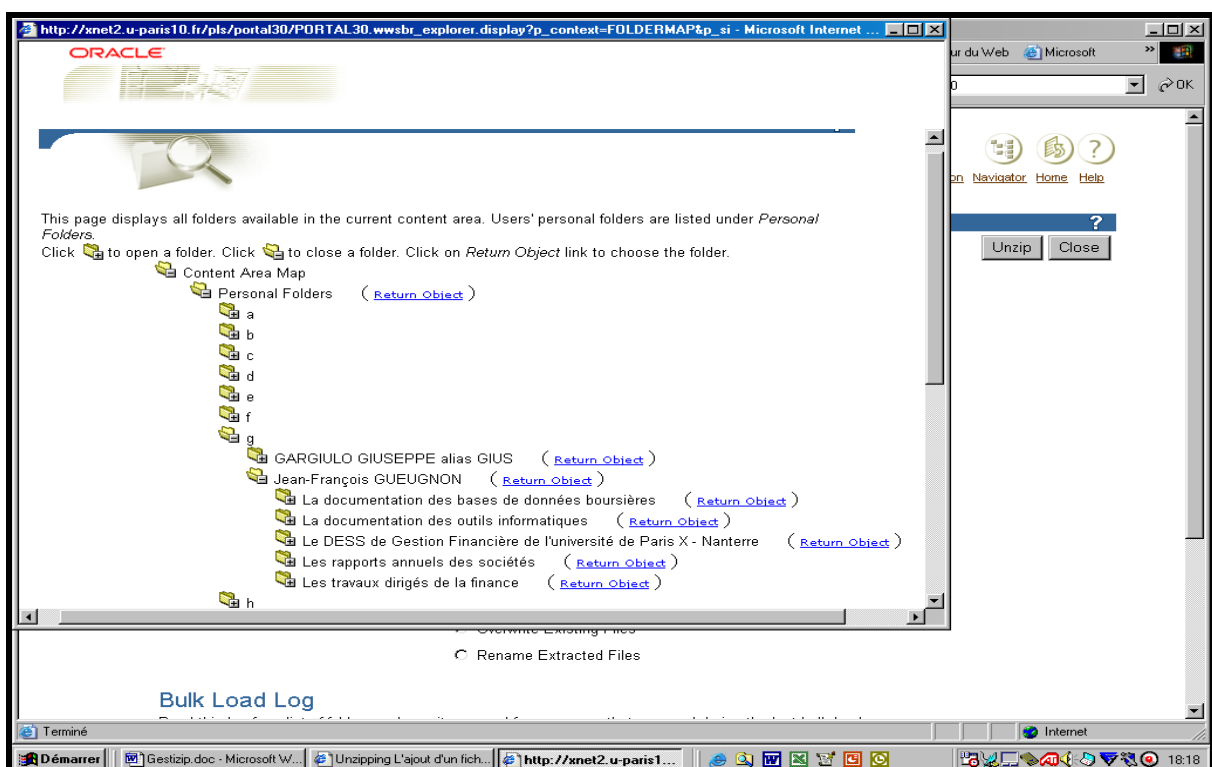 http://xnet2.u-paris10.fr/pls/portal30/PORTAL30.wwsbr_explorer.display?p_context=FOLDERMAP&p_si - Microsoft Internet ...
ORACLE
ur du Web Microsoft »
0 OK
on Navigator Home Help
?
Unzip Close
This page displays all folders available in the current content area. Users' personal folders are listed under Personal
Folders.
Click to open a folder. Click to close a folder. Click on Return Object link to choose the folder.
Content Area Map
Personal Folders ( Return Object )
a
b
c
d
e
f
g
GARGIULO GIUSEPPE alias GIUS ( Return Object )
Jean-François GUEUGNON ( Return Object )
La documentation des bases de données boursières ( Return Object )
La documentation des outils informatiques ( Return Object )
Le DESS de Gestion Financière de l'université de Paris X - Nanterre ( Return Object )
Les rapports annuels des sociétés ( Return Object )
Les travaux dirigés de la finance ( Return Object )
h
Overwrite Existing Files
Rename Extracted Files
Bulk Load Log
Terminé Internet
Démarrer Gestizip.doc - Microsoft W... Unzipping L'ajout d'un fich... http://xnet2.u-paris1... 18:18